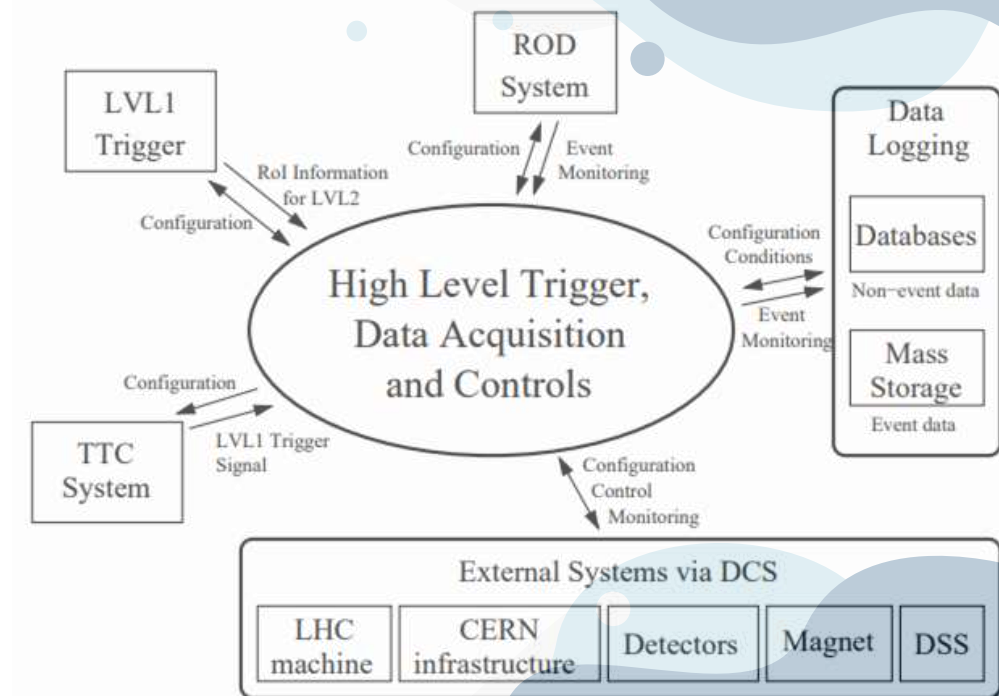 ROD
System
LVL1
Trigger
Configuration
Event
Monitoring
RoI Information
for LVL2
Configuration
Data
Logging
Configuration
Conditions
Databases
Non-event data
Event
Monitoring
Mass
Storage
Event data
High Level Trigger,
Data Acquisition
and Controls
Configuration
LVL1 Trigger
Signal
TTC
System
Configuration
Control
Monitoring
External Systems via DCS
LHC
machine
CERN
infrastructure
Detectors
Magnet
DSS